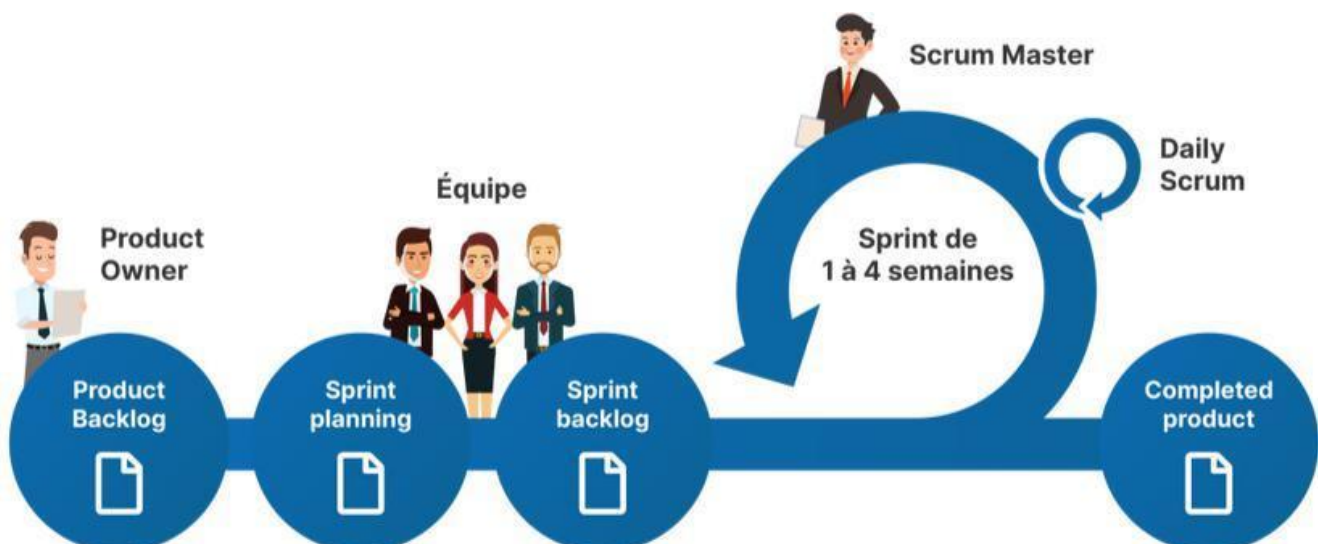 Scrum Master
Daily
Scrum
Équipe
Product
Owner
Sprint de
1 à 4 semaines
Product
Backlog
Sprint
planning
Sprint
backlog
Completed
product